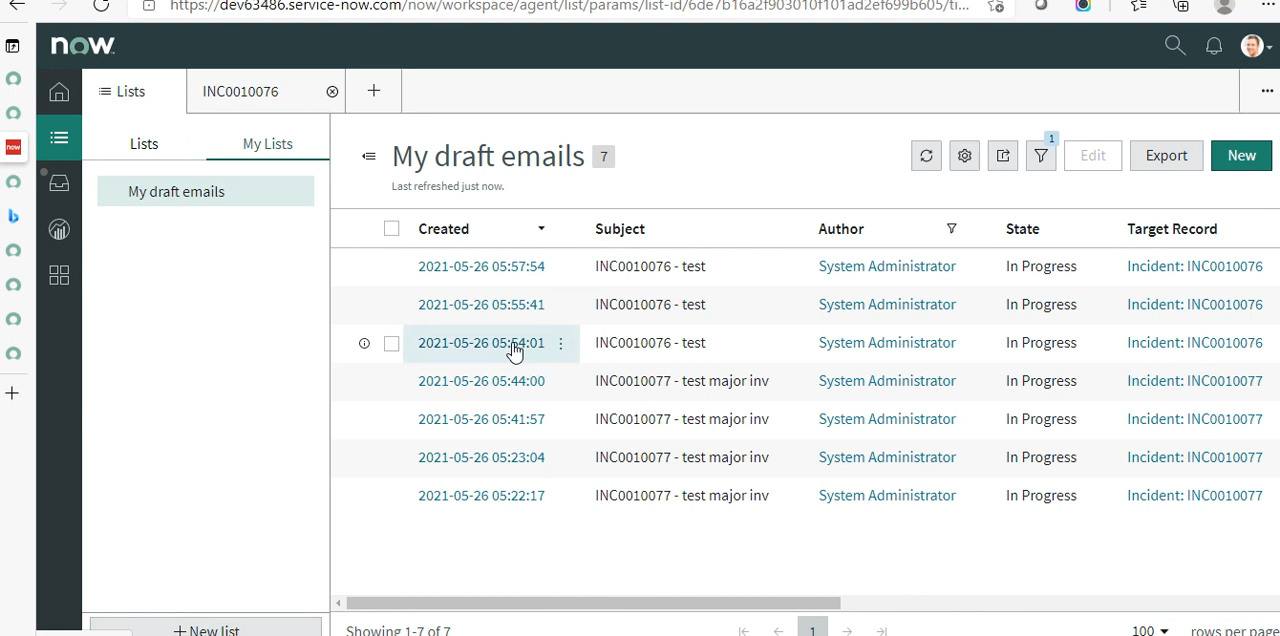 https://dev63486.service-now.com/now/workspace/agent/list/params/list-id/6de7b16a2f903010f101ad2ef699b605/ti...
now.
Lists
INC0010076
Lists
My Lists
My draft emails
My draft emails 7
Last refreshed just now.
1
Edit
Export
New
Created Subject Author State Target Record
2021-05-26 05:57:54 INC0010076 - test System Administrator In Progress Incident: INC0010076
2021-05-26 05:55:41 INC0010076 - test System Administrator In Progress Incident: INC0010076
2021-05-26 05:54:01 INC0010076 - test System Administrator In Progress Incident: INC0010076
2021-05-26 05:44:00 INC0010077 - test major inv System Administrator In Progress Incident: INC0010077
2021-05-26 05:41:57 INC0010077 - test major inv System Administrator In Progress Incident: INC0010077
2021-05-26 05:23:04 INC0010077 - test major inv System Administrator In Progress Incident: INC0010077
2021-05-26 05:22:17 INC0010077 - test major inv System Administrator In Progress Incident: INC0010077
+ New list
Showing 1-7 of 7
1
100 rows per page